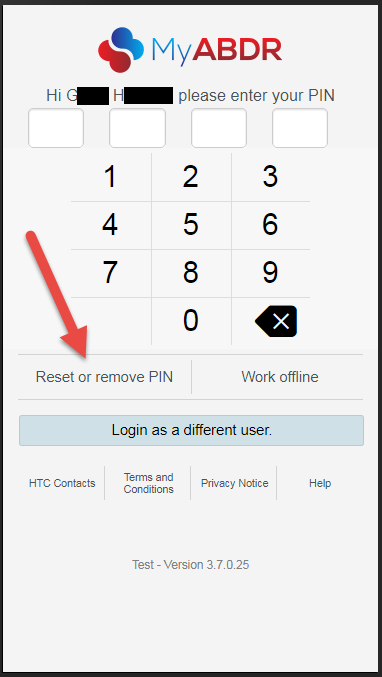 MyABDR
Hi G H please enter your PIN
1 2 3
4 5 6
7 8 9
0
Reset or remove PIN Work offline
Login as a different user.
HTC Contacts Terms and Conditions Privacy Notice Help
Test - Version 3.7.0.25